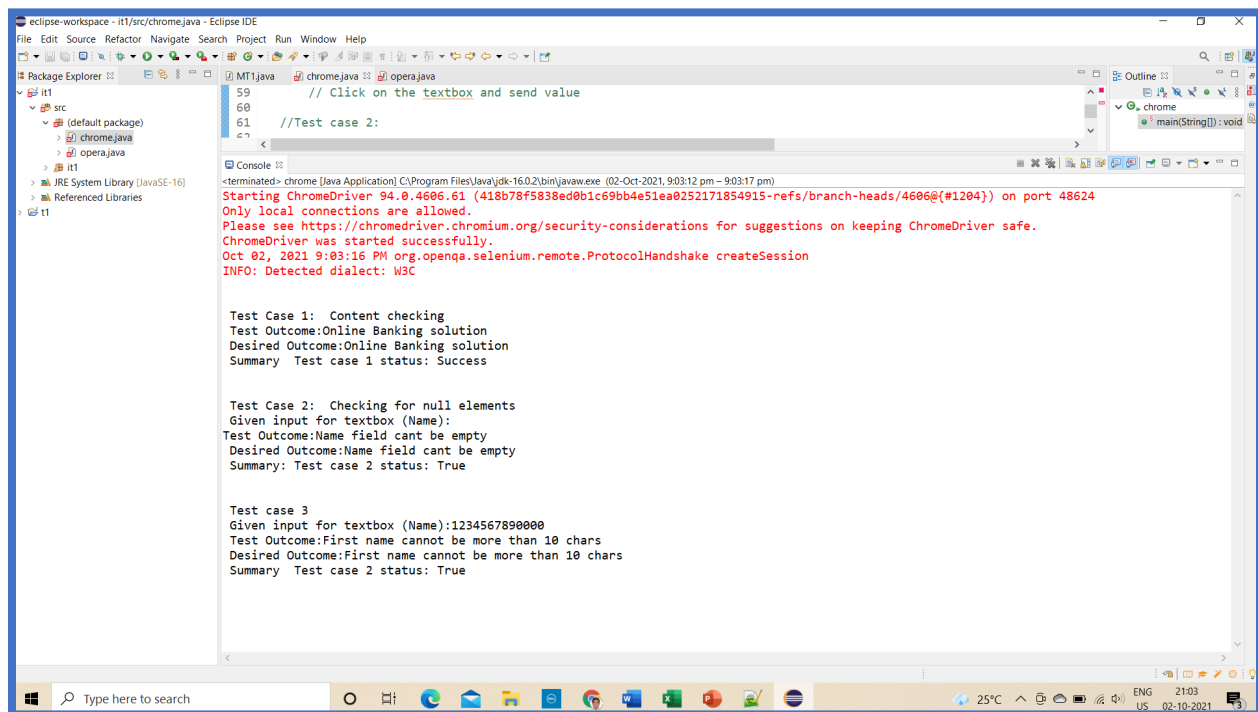 eclipse-workspace - it1/src/chrome.java - Eclipse IDE
File Edit Source Refactor Navigate Search Project Run Window Help
Package Explorer
it1
src
(default package)
chrome.java
opera.java
it1
JRE System Library [JavaSE-16]
Referenced Libraries
t1
MT1.java chrome.java opera.java
59 // Click on the textbox and send value
60
61 //Test case 2:
62
Outline
chrome
main(String[]) : void
Console
<terminated> chrome [Java Application] C:\Program Files\Java\jdk-16.0.2\bin\javaw.exe (02-Oct-2021, 9:03:12 pm – 9:03:17 pm)
Starting ChromeDriver 94.0.4606.61 (418b78f5838ed0b1c69bb4e51ea0252171854915-refs/branch-heads/4606@{#1204}) on port 48624
Only local connections are allowed.
Please see https://chromedriver.chromium.org/security-considerations for suggestions on keeping ChromeDriver safe.
ChromeDriver was started successfully.
Oct 02, 2021 9:03:16 PM org.openqa.selenium.remote.ProtocolHandshake createSession
INFO: Detected dialect: W3C
Test Case 1:  Content checking
Test Outcome:Online Banking solution
Desired Outcome:Online Banking solution
Summary  Test case 1 status: Success
Test Case 2:  Checking for null elements
Given input for textbox (Name):
Test Outcome:Name field cant be empty
Desired Outcome:Name field cant be empty
Summary: Test case 2 status: True
Test case 3
Given input for textbox (Name):1234567890000
Test Outcome:First name cannot be more than 10 chars
Desired Outcome:First name cannot be more than 10 chars
Summary  Test case 2 status: True
Type here to search
25°C
ENG
US
21:03
02-10-2021
3